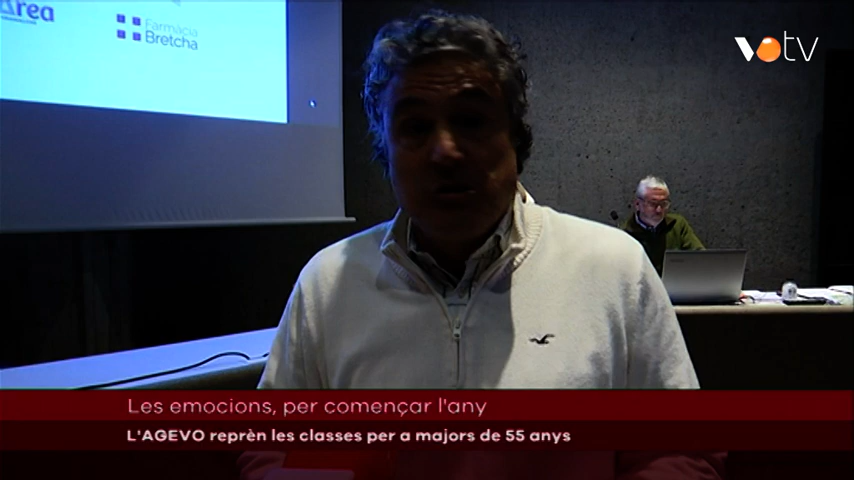 Àrea
Farmàcia
Bretcha
votv
Les emocions, per començar l'any
L'AGEVO reprèn les classes per a majors de 55 anys